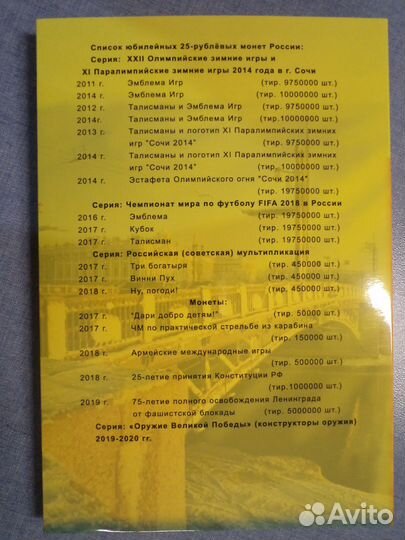 Список юбилейных 25-рублёвых монет России:
Серия: XXII Олимпийские зимние игры и
XI Паралимпийские зимние игры 2014 года в г. Сочи
2011 г. Эмблема Игр (тир. 9750000 шт.)
2014 г. Эмблема Игр (тир. 10000000 шт.)
2012 г. Талисманы и Эмблема Игр (тир. 9750000 шт.)
2014г. Талисманы и Эмблема Игр (тир.10000000 шт.)
2013 г. Талисманы и логотип XI Паралимпийских зимних
игр "Сочи 2014" (тир. 9750000 шт.)
2014 г. Талисманы и логотип XI Паралимпийских зимних
игр "Сочи 2014" (тир. 10000000 шт.)
2014 г. Эстафета Олимпийского огня "Сочи 2014"
(тир. 19750000 шт.)
Серия: Чемпионат мира по футболу FIFA 2018 в России
2016 г. Эмблема (тир. 19750000 шт.)
2017 г. Кубок (тир. 19750000 шт.)
2017 г. Талисман (тир. 19750000 шт.)
Серия: Российская (советская) мультипликация
2017 г. Три богатыря (тир. 450000 шт.)
2017 г. Винни Пух (тир. 450000 шт.)
2018 г. Ну, погоди! (тир. 450000 шт.)
Монеты:
2017 г. "Дари добро детям!" (тир. 50000 шт.)
2017 г. ЧМ по практической стрельбе из карабина
(тир. 150000 шт.)
2018 г. Армейские международные игры
(тир. 500000 шт.)
2018 г. 25-летие принятия Конституции РФ
(тир.1000000 шт.)
2019 г. 75-летие полного освобождения Ленинграда
от фашистской блокады (тир. 5000000 шт.)
Серия: «Оружие Великой Победы» (конструкторы оружия)
2019-2020 гг.
Avito